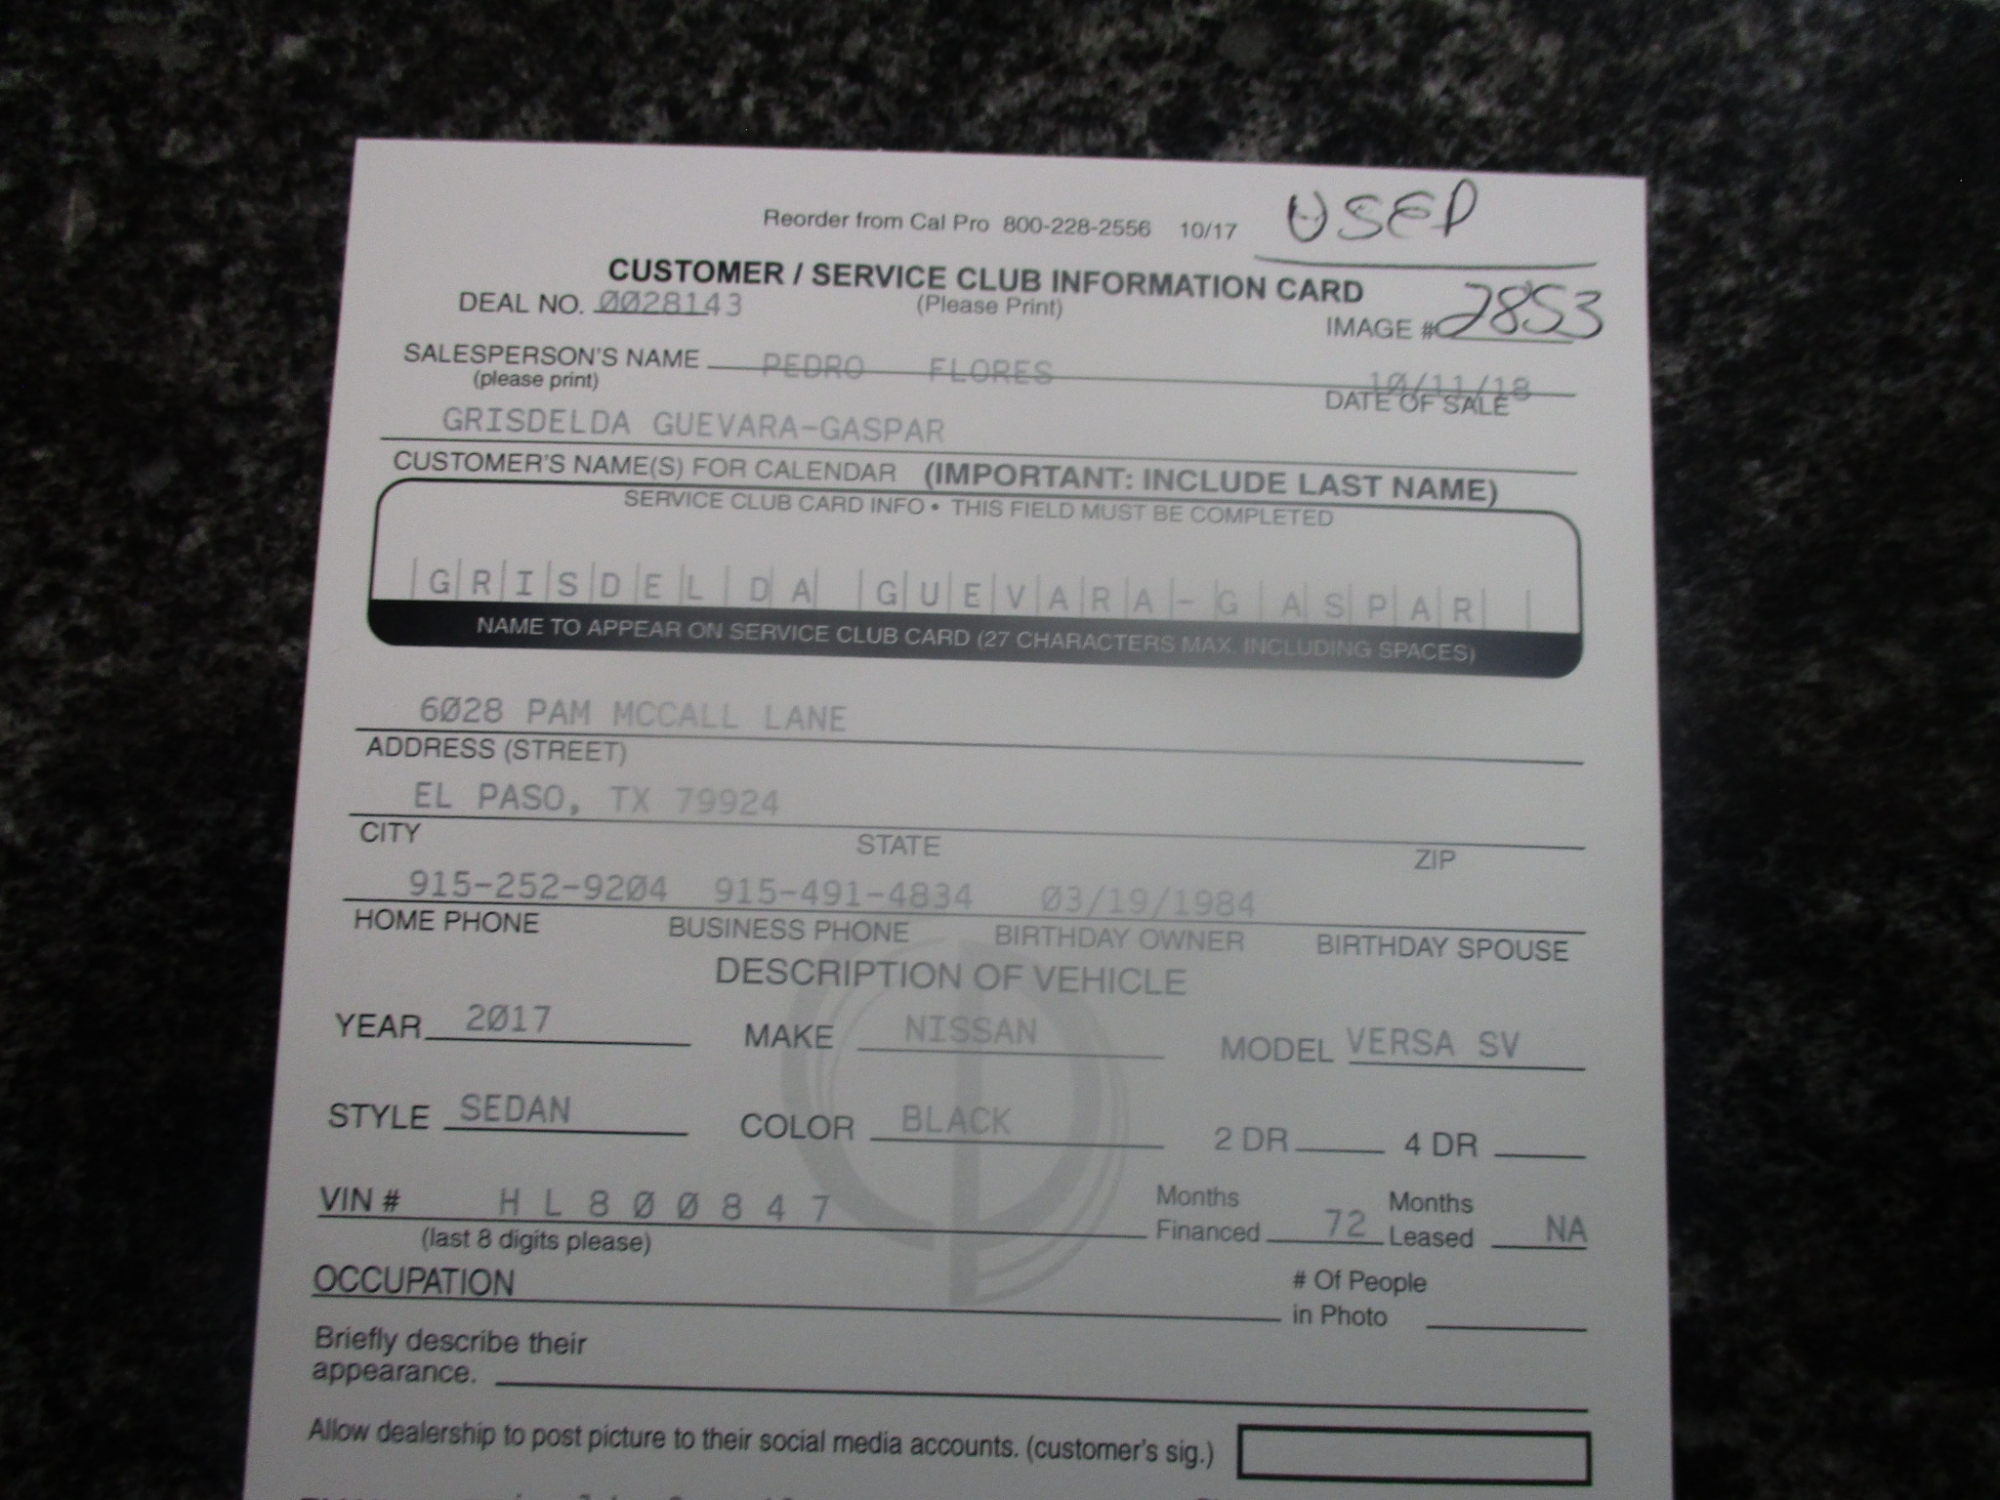 Reorder from Cal Pro 800-228-2556 10/17 USED
CUSTOMER / SERVICE CLUB INFORMATION CARD
DEAL NO. 0028143 (Please Print) IMAGE # 2853
SALESPERSON'S NAME PEDRO FLORES 10/11/18
(please print) DATE OF SALE
GRISDELDA GUEVARA-GASPAR
CUSTOMER'S NAME(S) FOR CALENDAR (IMPORTANT: INCLUDE LAST NAME)
SERVICE CLUB CARD INFO • THIS FIELD MUST BE COMPLETED
GRISDELDA GUEVARA-GASPAR
NAME TO APPEAR ON SERVICE CLUB CARD (27 CHARACTERS MAX. INCLUDING SPACES)
6028 PAM MCCALL LANE
ADDRESS (STREET)
EL PASO, TX 79924
CITY STATE ZIP
915-252-9204 915-491-4834 03/19/1984
HOME PHONE BUSINESS PHONE BIRTHDAY OWNER BIRTHDAY SPOUSE
DESCRIPTION OF VEHICLE
YEAR 2017 MAKE NISSAN MODEL VERSA SV
STYLE SEDAN COLOR BLACK 2 DR 4 DR
VIN # HL800847 Months Financed 72 Months Leased NA
(last 8 digits please)
OCCUPATION # Of People in Photo
Briefly describe their
appearance.
Allow dealership to post picture to their social media accounts. (customer's sig.)